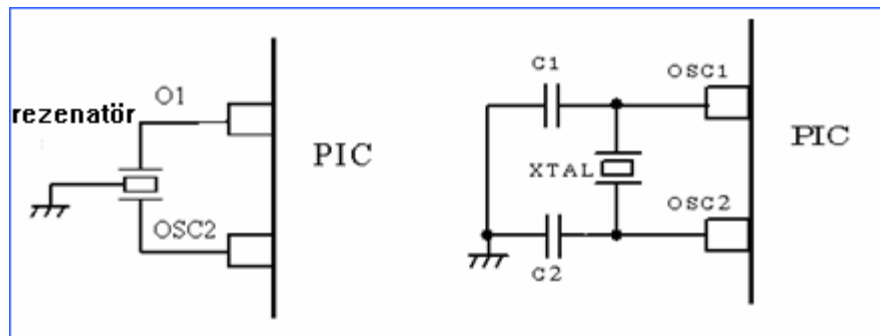 O1
rezenatör
PIC
OSC2
C1
OSC1
PIC
XTAL
OSC2
C2